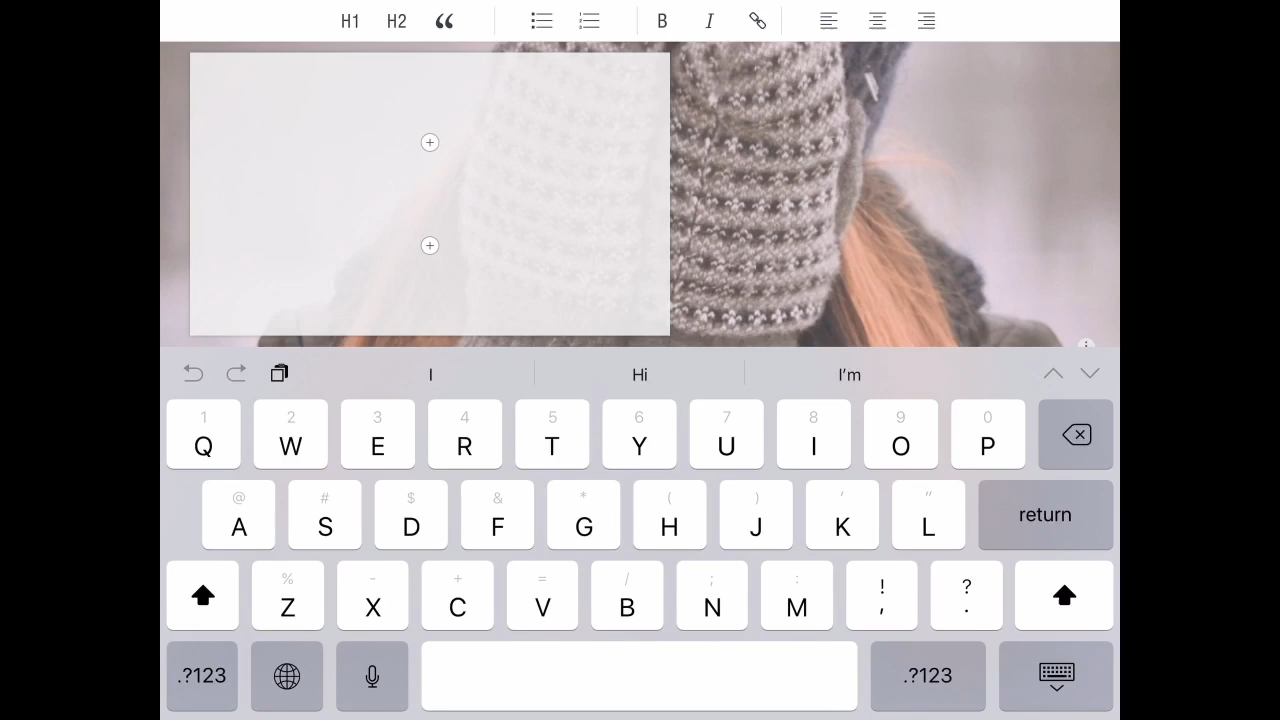 H1 H2 “ B I
I Hi I’m
1 2 3 4 5 6 7 8 9 0
Q W E R T Y U I O P
@ # $ & * ( ) ' "
A S D F G H J K L return
% - + = / ; : ! ?
Z X C V B N M , .
.?123 .?123